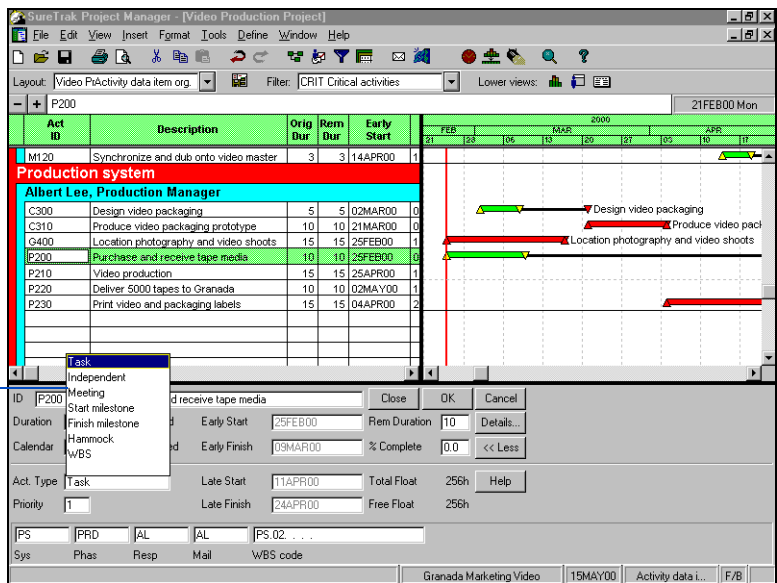 SureTrak Project Manager - [Video Production Project]
File Edit View Insert Format Tools Define Window Help
Layout: Video PrActivity data item org. Filter: CRIT Critical activities Lower views:
P200 21FEB00 Mon
Act ID Description Orig Dur Rem Dur Early Start 2000
FEB MAR APR
21 28 06 13 20 27 03 10 17
M120 Synchronize and dub onto video master 3 3 14APR00 1
Production system
Albert Lee, Production Manager
C300 Design video packaging 5 5 02MAR00 0 Design video packaging
C310 Produce video packaging prototype 10 10 21MAR00 0 Produce video pack
G400 Location photography and video shoots 15 15 25FEB00 1 Location photography and video shoots
P200 Purchase and receive tape media 10 10 25FEB00 0
P210 Video production 15 15 25APR00 1
P220 Deliver 5000 tapes to Granada 10 10 02MAY00 1
P230 Print video and packaging labels 15 15 04APR00 2
Task
Independent
Meeting
Start milestone
Finish milestone
Hammock
WBS
ID P200 d receive tape media Close OK Cancel
Duration d Early Start 25FEB00 Rem Duration 10 Details...
Calendar ed Early Finish 09MAR00 % Complete 0.0 << Less
Act. Type Task Late Start 11APR00 Total Float 256h Help
Priority 1 Late Finish 24APR00 Free Float 256h
PS PRD AL AL PS.02. . . .
Sys Phas Resp Mail WBS code
Granada Marketing Video 15MAY00 Activity data i... F/B